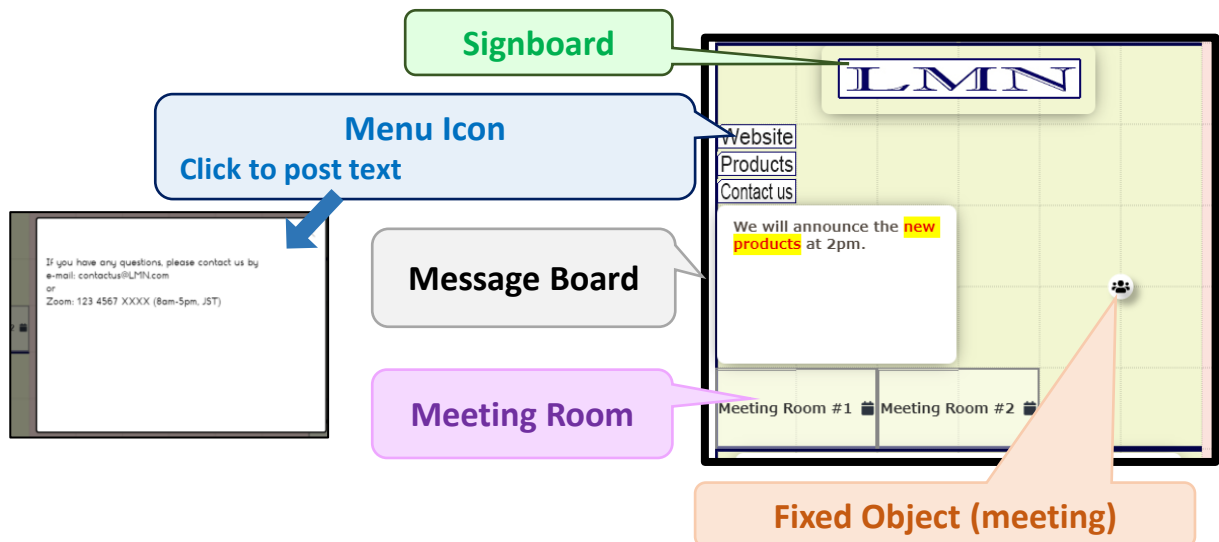 Signboard
LMN
Menu Icon
Click to post text
Website
Products
Contact us
If you have any questions, please contact us by
e-mail: contactus@LMN.com
or
Zoom: 123 4567 XXXX (8am-5pm, JST)
We will announce the new
products at 2pm.
Message Board
Meeting Room
Meeting Room #1
Meeting Room #2
Fixed Object (meeting)